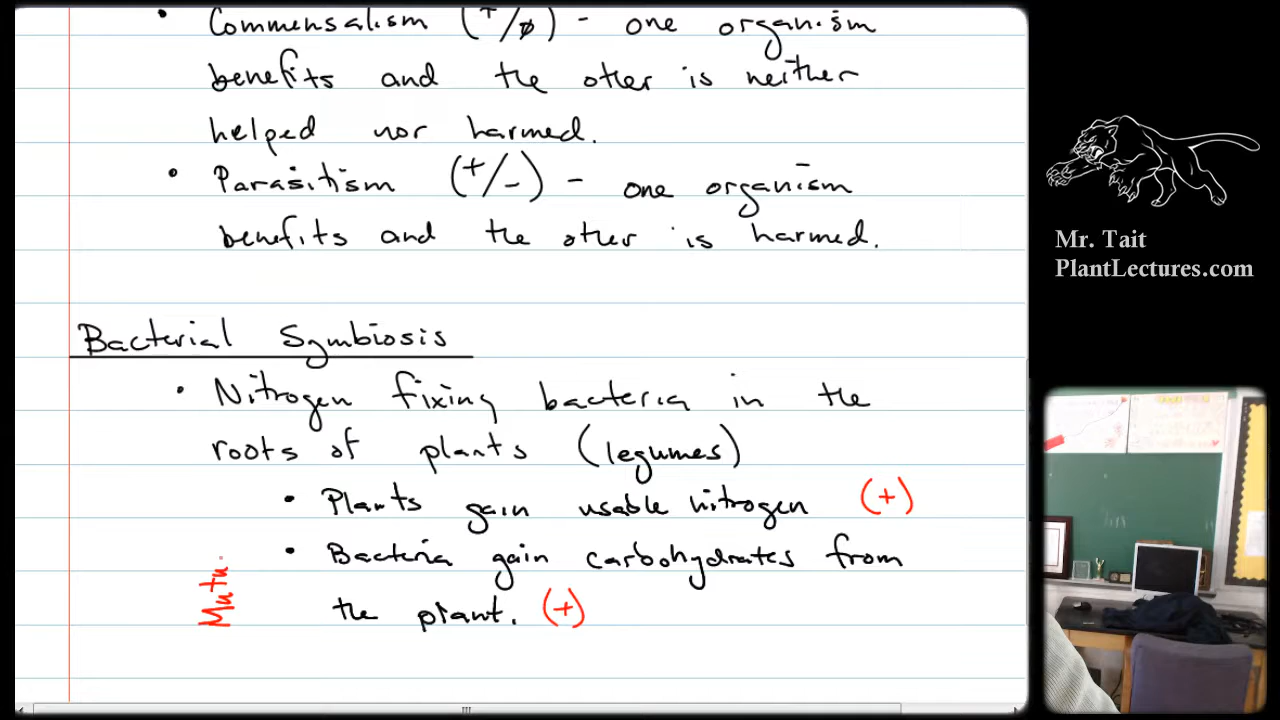 • Commensalism (+/ø) - one organism
benefits and the other is neither
helped nor harmed.
• Parasitism (+/-) - one organism
benefits and the other is harmed.
Bacterial Symbiosis
• Nitrogen fixing bacteria in the
roots of plants (legumes)
• Plants gain usable nitrogen (+)
• Bacteria gain carbohydrates from
the plant. (+)
Mutu
Mr. Tait
PlantLectures.com